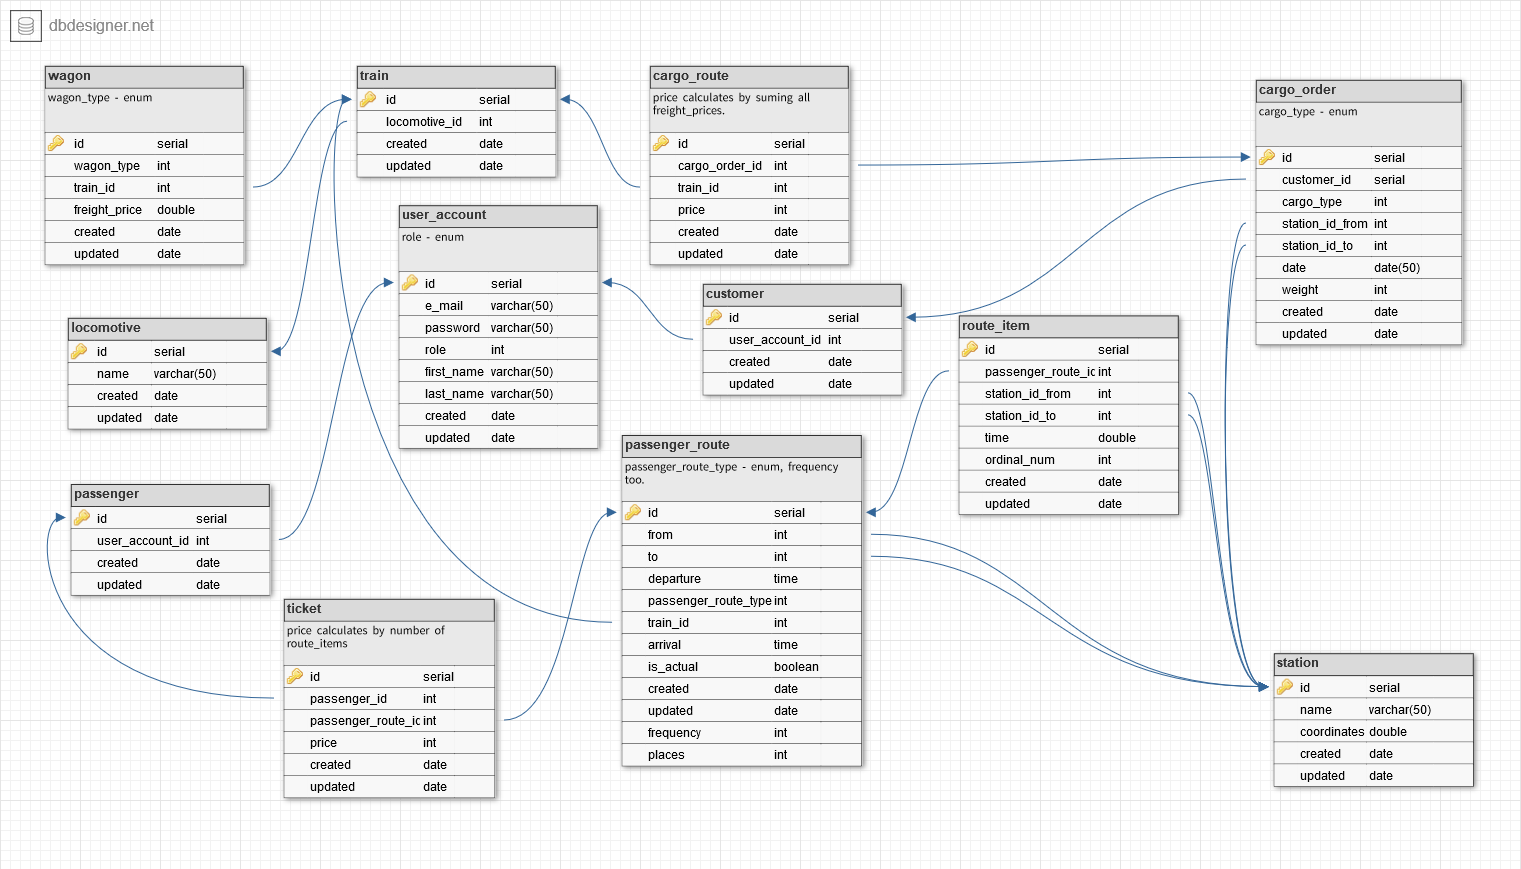 dbdesigner.net
wagon
wagon_type - enum
id serial
wagon_type int
train_id int
freight_price double
created date
updated date
train
id serial
locomotive_id int
created date
updated date
cargo_route
price calculates by suming all
freight_prices.
id serial
cargo_order_id int
train_id int
price int
created date
updated date
cargo_order
cargo_type - enum
id serial
customer_id serial
cargo_type int
station_id_from int
station_id_to int
date date(50)
weight int
created date
updated date
user_account
role - enum
id serial
e_mail varchar(50)
password varchar(50)
role int
first_name varchar(50)
last_name varchar(50)
created date
updated date
customer
id serial
user_account_id int
created date
updated date
locomotive
id serial
name varchar(50)
created date
updated date
route_item
id serial
passenger_route_ic int
station_id_from int
station_id_to int
time double
ordinal_num int
created date
updated date
passenger
id serial
user_account_id int
created date
updated date
passenger_route
passenger_route_type - enum, frequency
too.
id serial
from int
to int
departure time
passenger_route_type int
train_id int
arrival time
is_actual boolean
created date
updated date
frequency int
places int
ticket
price calculates by number of
route_items
id serial
passenger_id int
passenger_route_ic int
price int
created date
updated date
station
id serial
name varchar(50)
coordinates double
created date
updated date